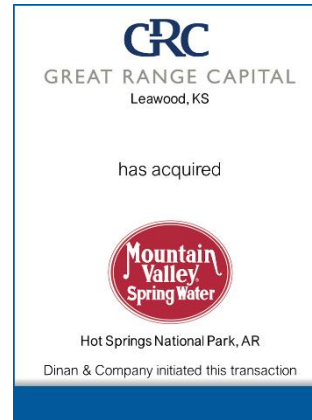 GRC
GREAT RANGE CAPITAL
Leawood, KS
has acquired
Mountain
Valley®
Spring Water
Hot Springs National Park, AR
Dinan & Company initiated this transaction